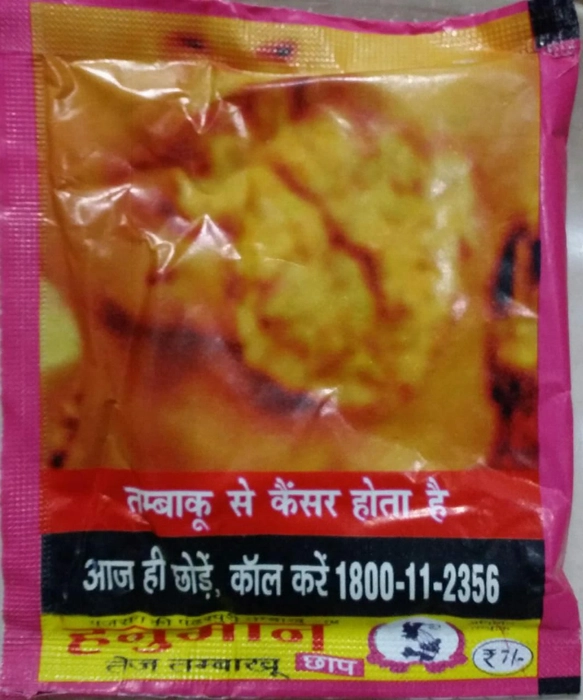 तम्बाकू से कैंसर होता है
आज ही छोड़ें, कॉल करें 1800-11-2356
हनुमान
तेज तम्बाखू छाप
₹7/-